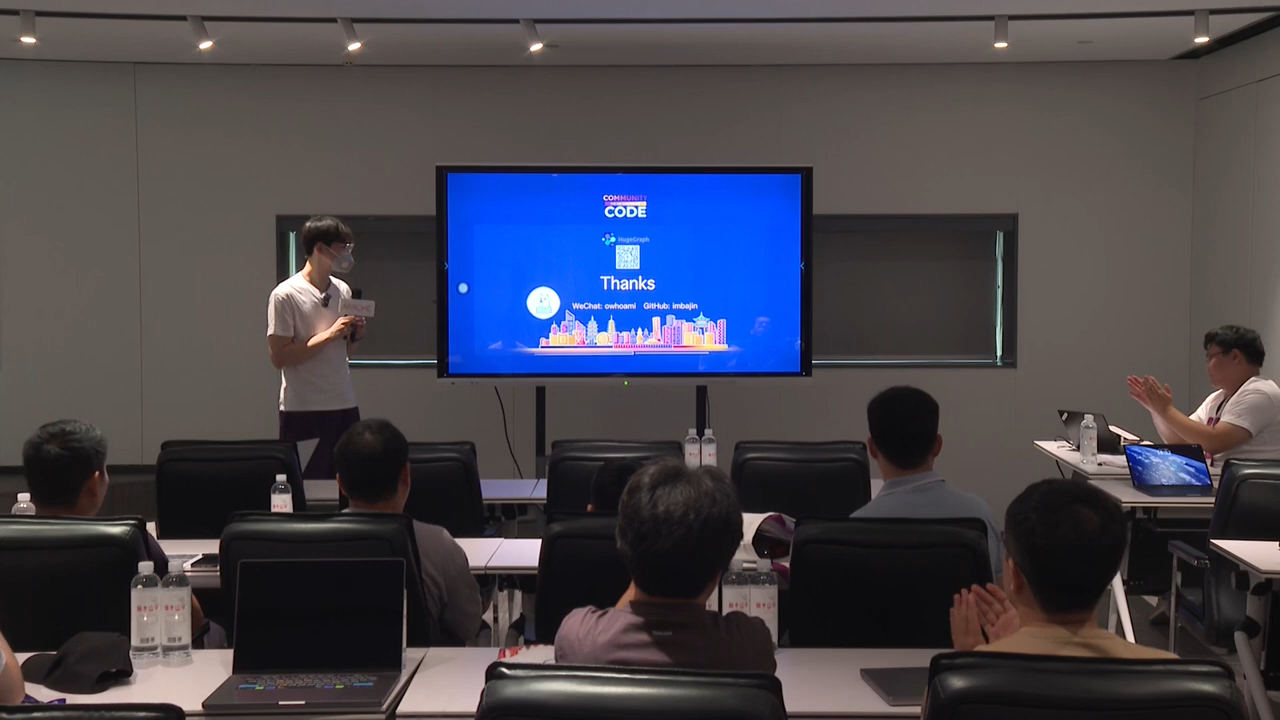 COMMUNITY
CODE
HugeGraph
Thanks
WeChat: owhoami GitHub: imbajin